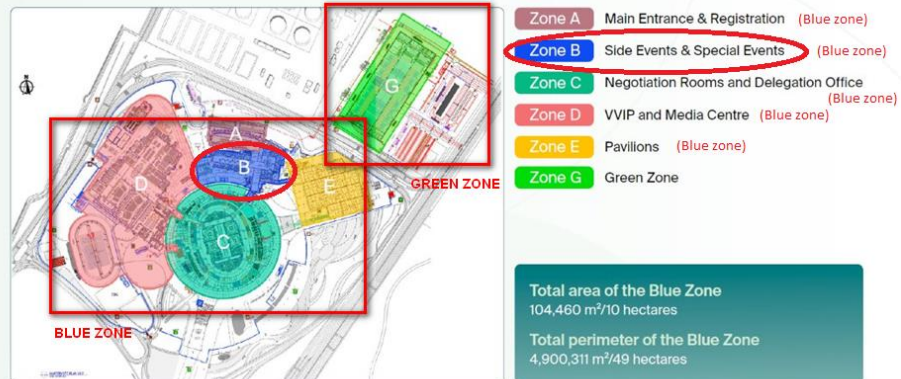 A
B
C
D
E
G
GREEN ZONE
BLUE ZONE
Zone A Main Entrance & Registration (Blue zone)
Zone B Side Events & Special Events (Blue zone)
Zone C Negotiation Rooms and Delegation Office
(Blue zone)
Zone D VVIP and Media Centre (Blue zone)
Zone E Pavilions (Blue zone)
Zone G Green Zone
Total area of the Blue Zone
104,460 m²/10 hectares
Total perimeter of the Blue Zone
4,900,311 m²/49 hectares